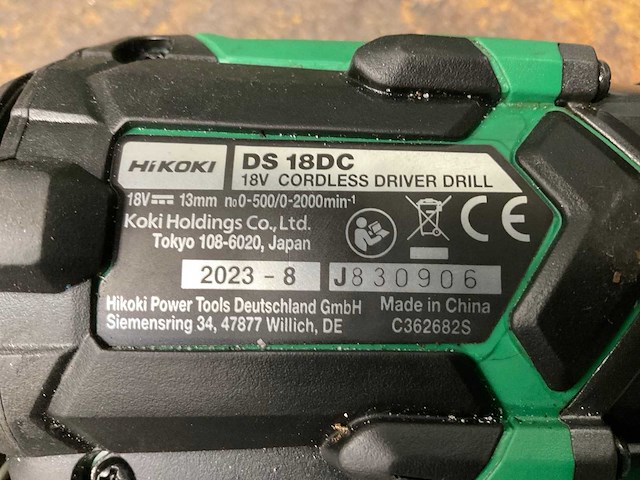 HiKOKI
DS 18DC
18V CORDLESS DRIVER DRILL
18V⎓ 13mm n₀0-500/0-2000min⁻¹
Koki Holdings Co.,Ltd.
Tokyo 108-6020, Japan
CE
2023 - 8
J830906
Hikoki Power Tools Deutschland GmbH
Siemensring 34, 47877 Willich, DE
Made in China
C362682S